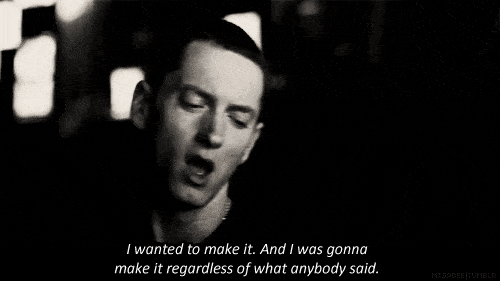 I wanted to make it. And I was gonna
make it regardless of what anybody said.